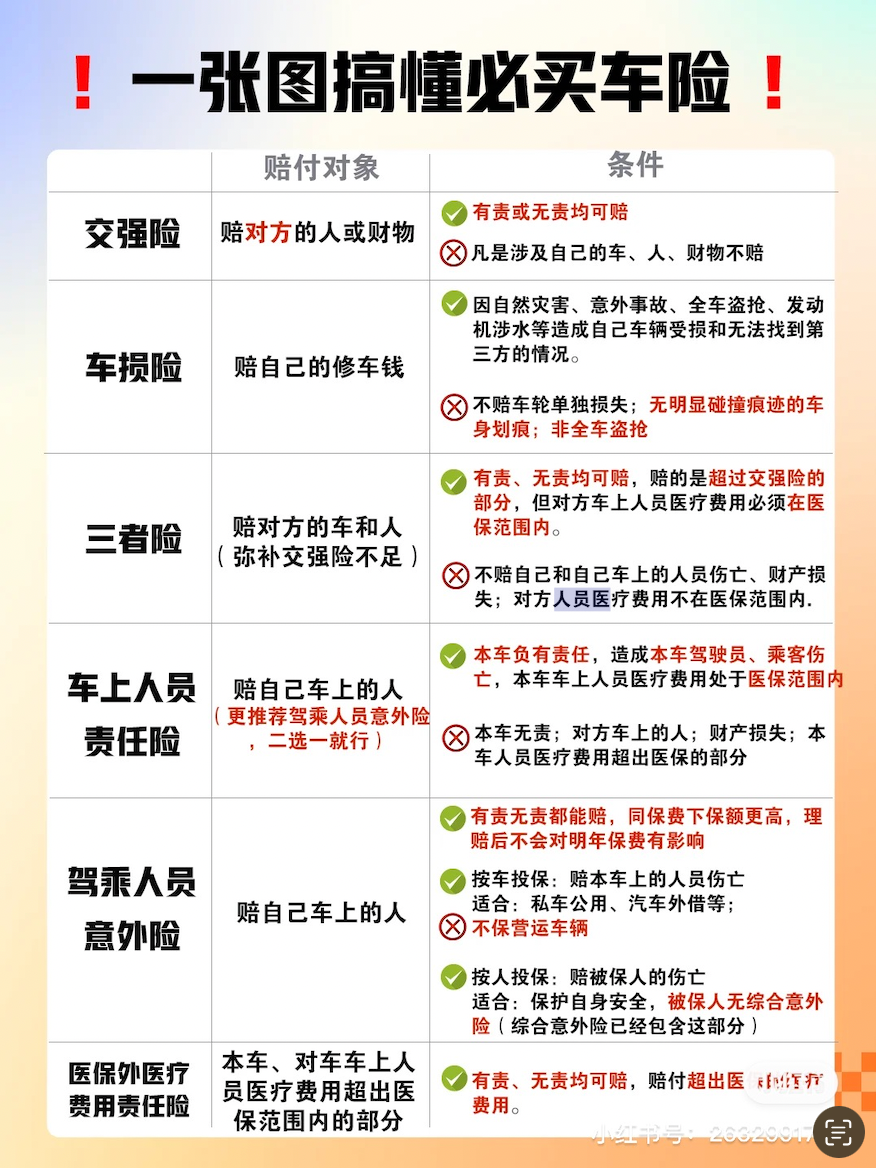 ！一张图搞懂必买车险！
赔付对象
条件
交强险
赔对方的人或财物
有责或无责均可赔
凡是涉及自己的车、人、财物不赔
车损险
赔自己的修车钱
因自然灾害、意外事故、全车盗抢、发动
机涉水等造成自己车辆受损和无法找到第
三方的情况。
不赔车轮单独损失；无明显碰撞痕迹的车
身划痕；非全车盗抢
三者险
赔对方的车和人
（弥补交强险不足）
有责、无责均可赔，赔的是超过交强险的
部分，但对方车上人员医疗费用必须在医
保范围内。
不赔自己和自己车上的人员伤亡、财产损
失；对方人员医疗费用不在医保范围内.
车上人员
责任险
赔自己车上的人
（更推荐驾乘人员意外险
，二选一就行）
本车负有责任，造成本车驾驶员、乘客伤
亡，本车车上人员医疗费用处于医保范围内
本车无责；对方车上的人；财产损失；本
车人员医疗费用超出医保的部分
驾乘人员
意外险
赔自己车上的人
有责无责都能赔，同保费下保额更高，理
赔后不会对明年保费有影响
按车投保：赔本车上的人员伤亡
适合：私车公用、汽车外借等；
不保营运车辆
按人投保：赔被保人的伤亡
适合：保护自身安全，被保人无综合意外
险（综合意外险已经包含这部分）
医保外医疗
费用责任险
本车、对车车上人
员医疗费用超出医
保范围内的部分
有责、无责均可赔，赔付超出医 医疗
费用。
小红书号：